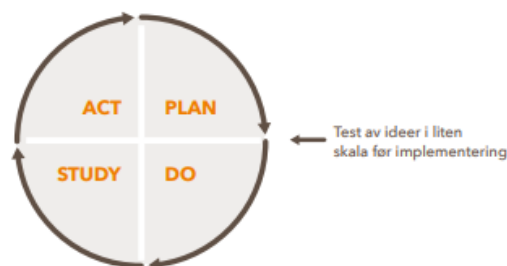 ACT PLAN
Test av ideer i liten
skala før implementering
STUDY DO